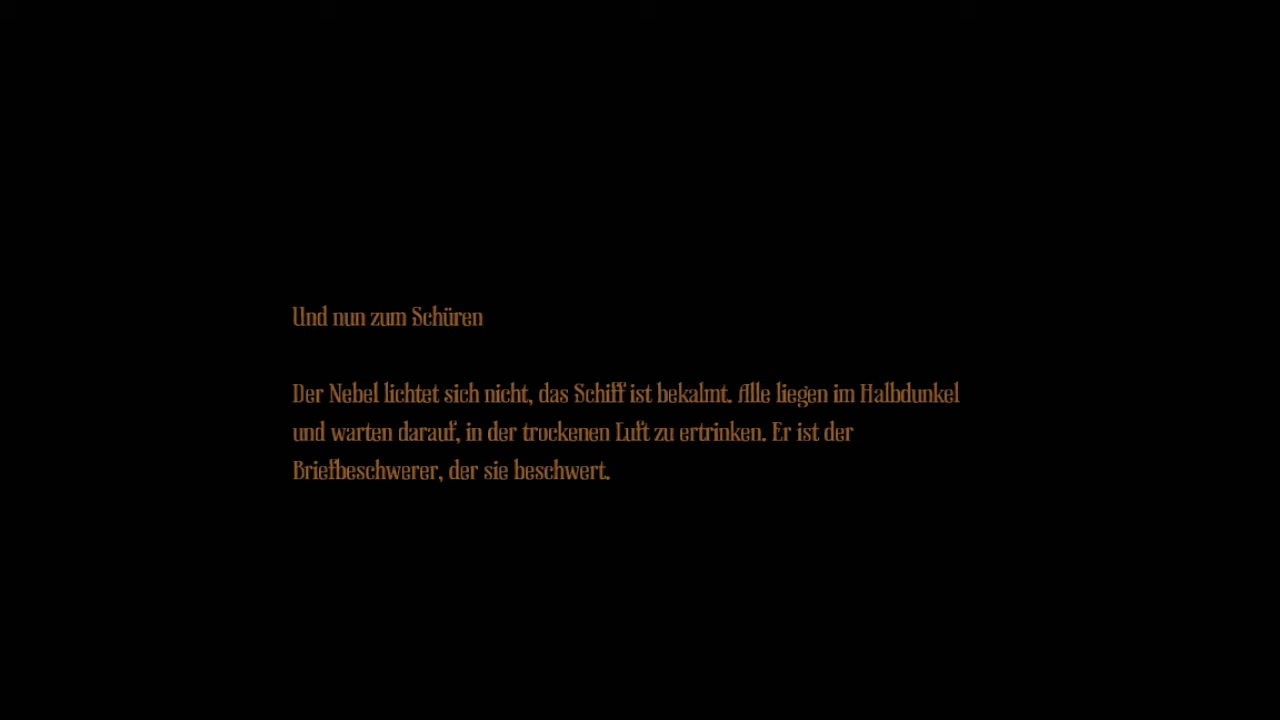 Und nun zum Schüren
Der Nebel lichtet sich nicht, das Schiff ist bekalmt. Alle liegen im Halbdunkel
und warten darauf, in der trockenen Luft zu ertrinken. Er ist der
Briefbeschwerer, der sie beschwert.